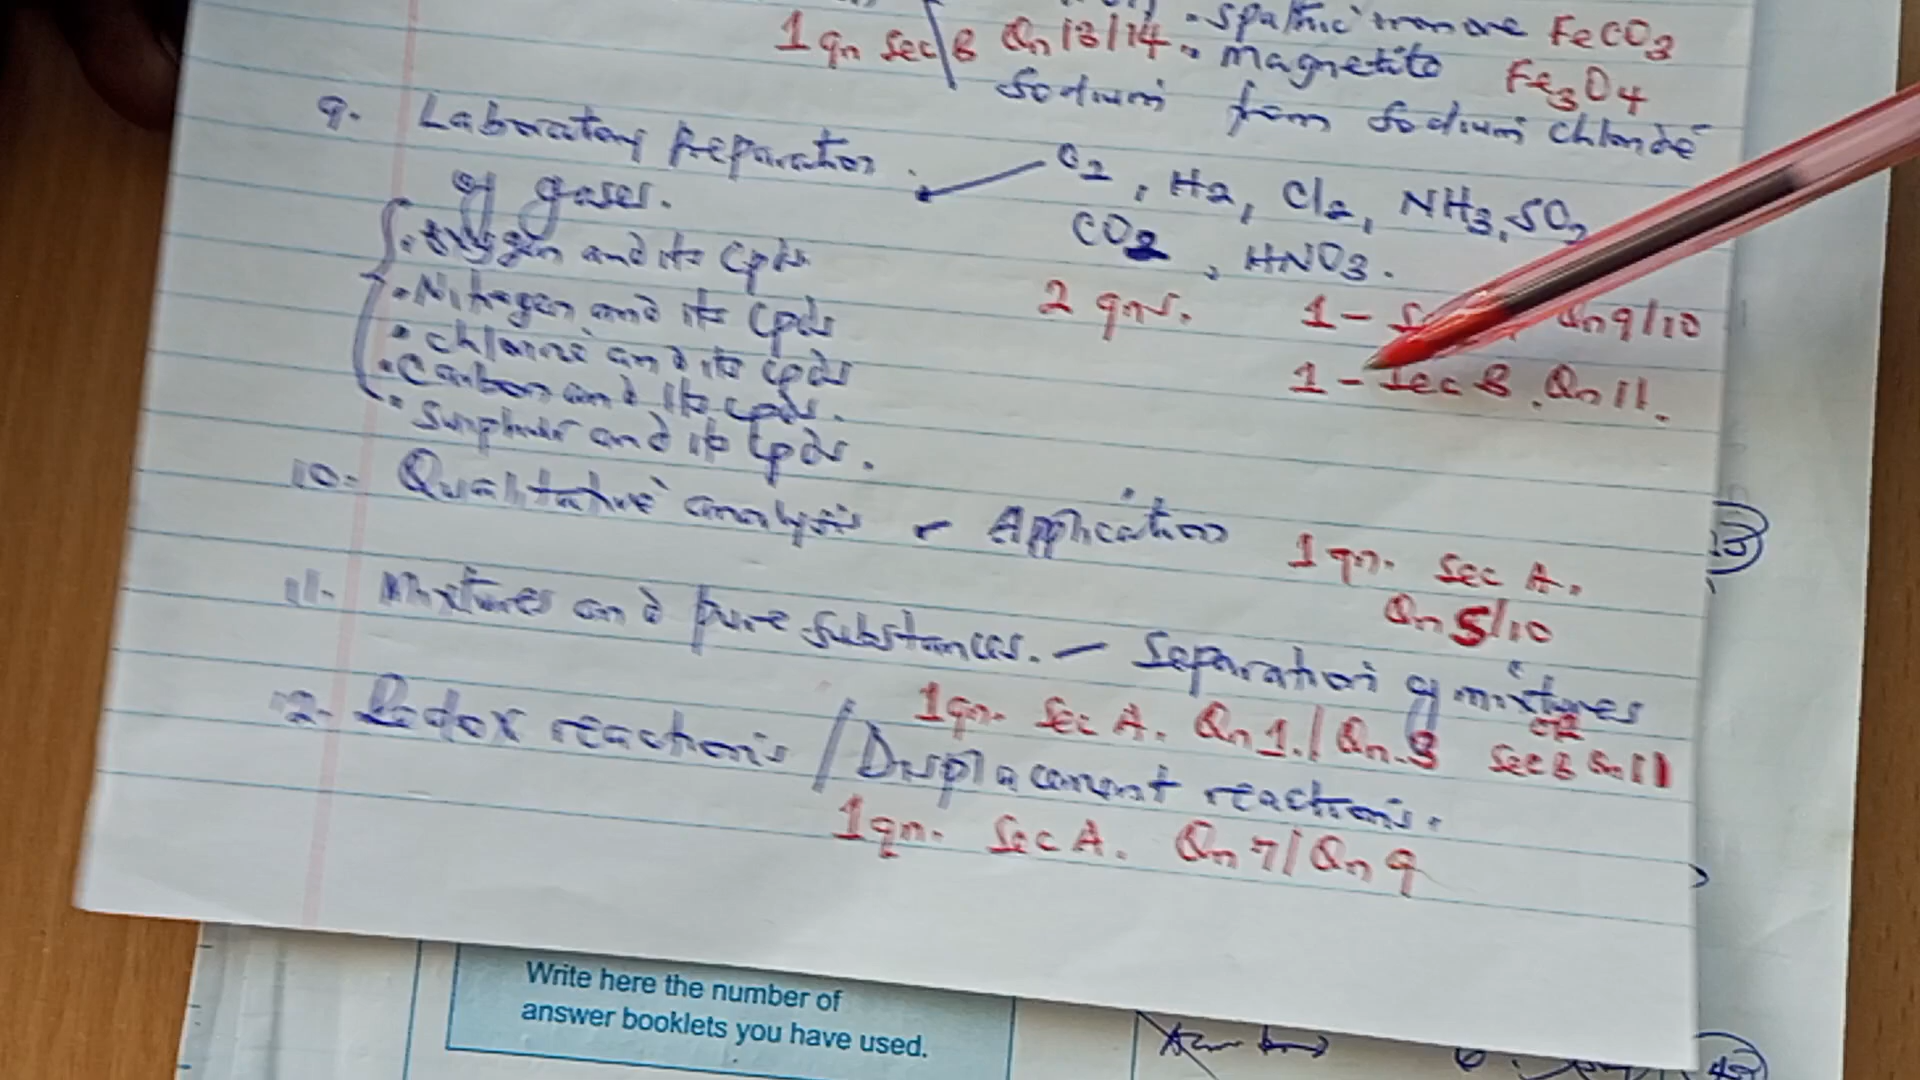 • spathic iron ore FeCO3
1 qn Sec B Qn 13/14 • magnetite Fe3O4
Sodium from sodium chloride
9. Laboratory preparation of gases.
O2, H2, Cl2, NH3, SO2
CO2, HNO3.
• Oxygen and its cpds
• Nitrogen and its cpds
• chlorine and its cpds
• Carbon and its cpds.
• Sulphur and its cpds.
2 qns. 1 - Qn 9/10
1 - Sec B. Qn 11.
10. Qualitative analysis - Application
1 qn. Sec A.
Qn 5/10
11. Mixtures and pure substances. - Separation of mixtures
1 qn. Sec A. Qn 1. / Qn. 3 OR Sec B Qn 11
12. Redox reactions / Displacement reactions.
1 qn. Sec A. Qn 7 / Qn 9
Write here the number of
answer booklets you have used.